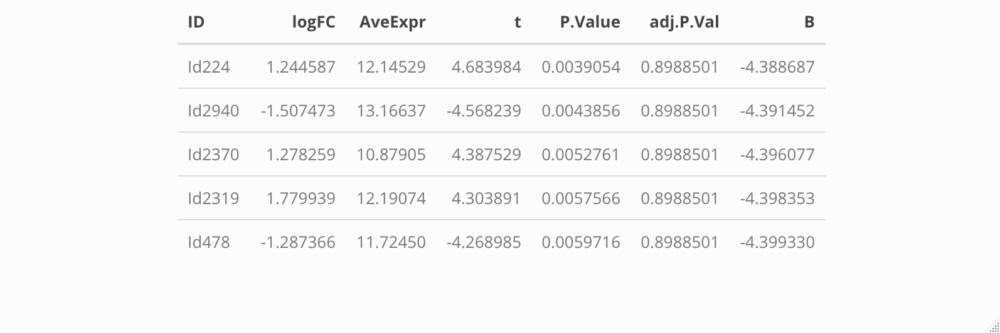 ID logFC AveExpr t P.Value adj.P.Val B
Id224 1.244587 12.14529 4.683984 0.0039054 0.8988501 -4.388687
Id2940 -1.507473 13.16637 -4.568239 0.0043856 0.8988501 -4.391452
Id2370 1.278259 10.87905 4.387529 0.0052761 0.8988501 -4.396077
Id2319 1.779939 12.19074 4.303891 0.0057566 0.8988501 -4.398353
Id478 -1.287366 11.72450 -4.268985 0.0059716 0.8988501 -4.399330